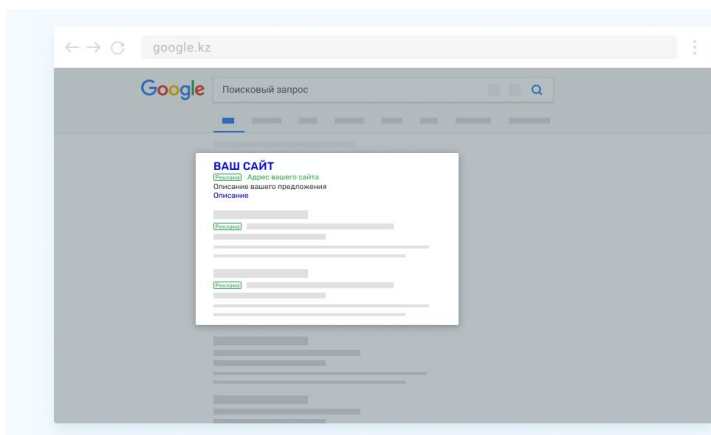 google.kz
Google Поисковый запрос
ВАШ САЙТ
Реклама Адрес вашего сайта
Описание вашего предложения
Описание
Реклама
Реклама